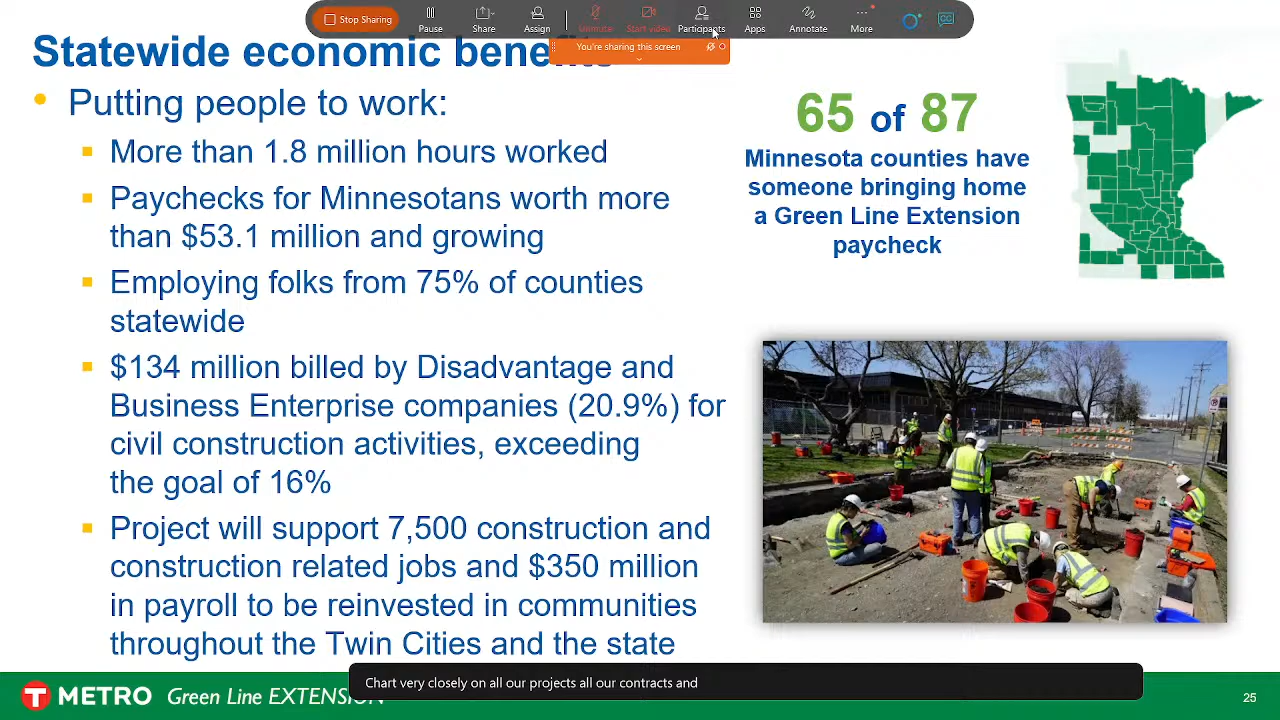 Stop Sharing
Pause
Share
Assign
Unmute
Start video
Participants
Apps
Annotate
More
CC
You're sharing this screen
Statewide economic benefits
Putting people to work:
More than 1.8 million hours worked
Paychecks for Minnesotans worth more
than $53.1 million and growing
Employing folks from 75% of counties
statewide
$134 million billed by Disadvantage and
Business Enterprise companies (20.9%) for
civil construction activities, exceeding
the goal of 16%
Project will support 7,500 construction and
construction related jobs and $350 million
in payroll to be reinvested in communities
throughout the Twin Cities and the state
65 of 87
Minnesota counties have
someone bringing home
a Green Line Extension
paycheck
T METRO Green Line EXTENSION
Chart very closely on all our projects all our contracts and
25